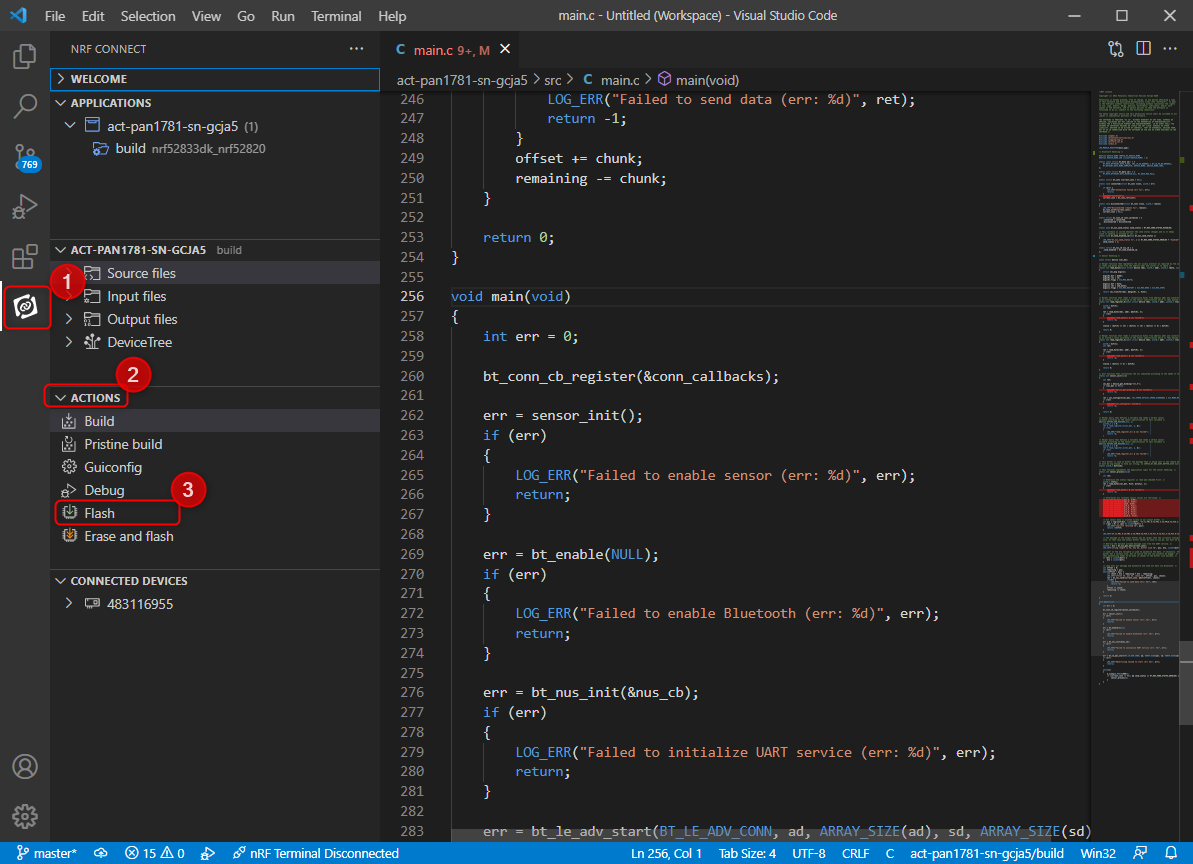 File Edit Selection View Go Run Terminal Help main.c - Untitled (Workspace) - Visual Studio Code
NRF CONNECT
WELCOME
APPLICATIONS
act-pan1781-sn-gcja5 (1)
build nrf52833dk_nrf52820
769
ACT-PAN1781-SN-GCJA5 build
1
Source files
Input files
Output files
DeviceTree
2
ACTIONS
Build
Pristine build
Guiconfig
Debug
3
Flash
Erase and flash
CONNECTED DEVICES
483116955
C main.c 9+, M
act-pan1781-sn-gcja5 > src > C main.c > main(void)
246 LOG_ERR("Failed to send data (err: %d)", ret);
247 return -1;
248 }
249 offset += chunk;
250 remaining -= chunk;
251 }
252
253 return 0;
254 }
255
256 void main(void)
257 {
258 int err = 0;
259
260 bt_conn_cb_register(&conn_callbacks);
261
262 err = sensor_init();
263 if (err)
264 {
265 LOG_ERR("Failed to enable sensor (err: %d)", err);
266 return;
267 }
268
269 err = bt_enable(NULL);
270 if (err)
271 {
272 LOG_ERR("Failed to enable Bluetooth (err: %d)", err);
273 return;
274 }
275
276 err = bt_nus_init(&nus_cb);
277 if (err)
278 {
279 LOG_ERR("Failed to initialize UART service (err: %d)", err);
280 return;
281 }
282
283 err = bt_le_adv_start(BT_LE_ADV_CONN, ad, ARRAY_SIZE(ad), sd, ARRAY_SIZE(sd)
master* 15 0 nRF Terminal Disconnected Ln 256, Col 1 Tab Size: 4 UTF-8 CRLF C act-pan1781-sn-gcja5/build Win32